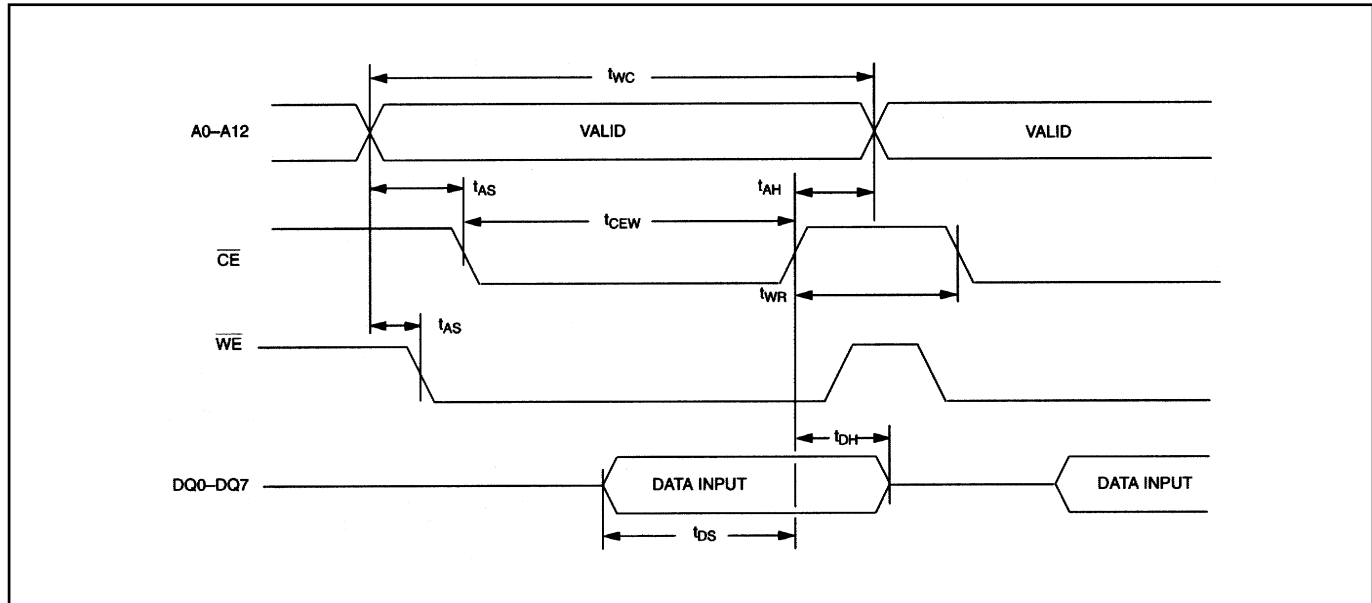 tWC
A0–A12
VALID
VALID
tAS
tAH
tCEW
CE
tWR
tAS
WE
tDH
DQ0–DQ7
DATA INPUT
DATA INPUT
tDS